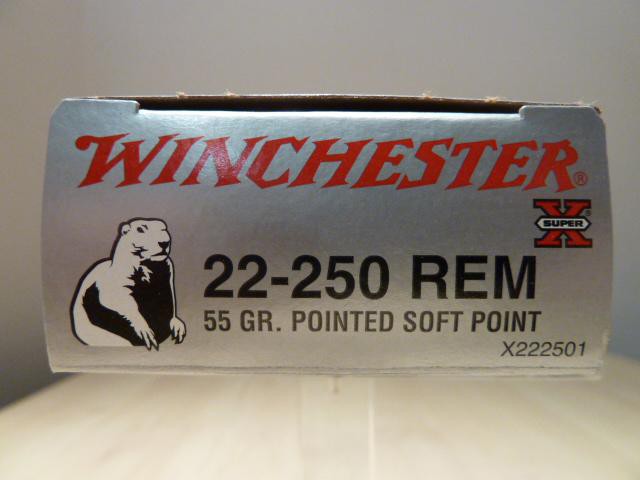 WINCHESTER®
SUPER X®
22-250 REM
55 GR. POINTED SOFT POINT
X222501